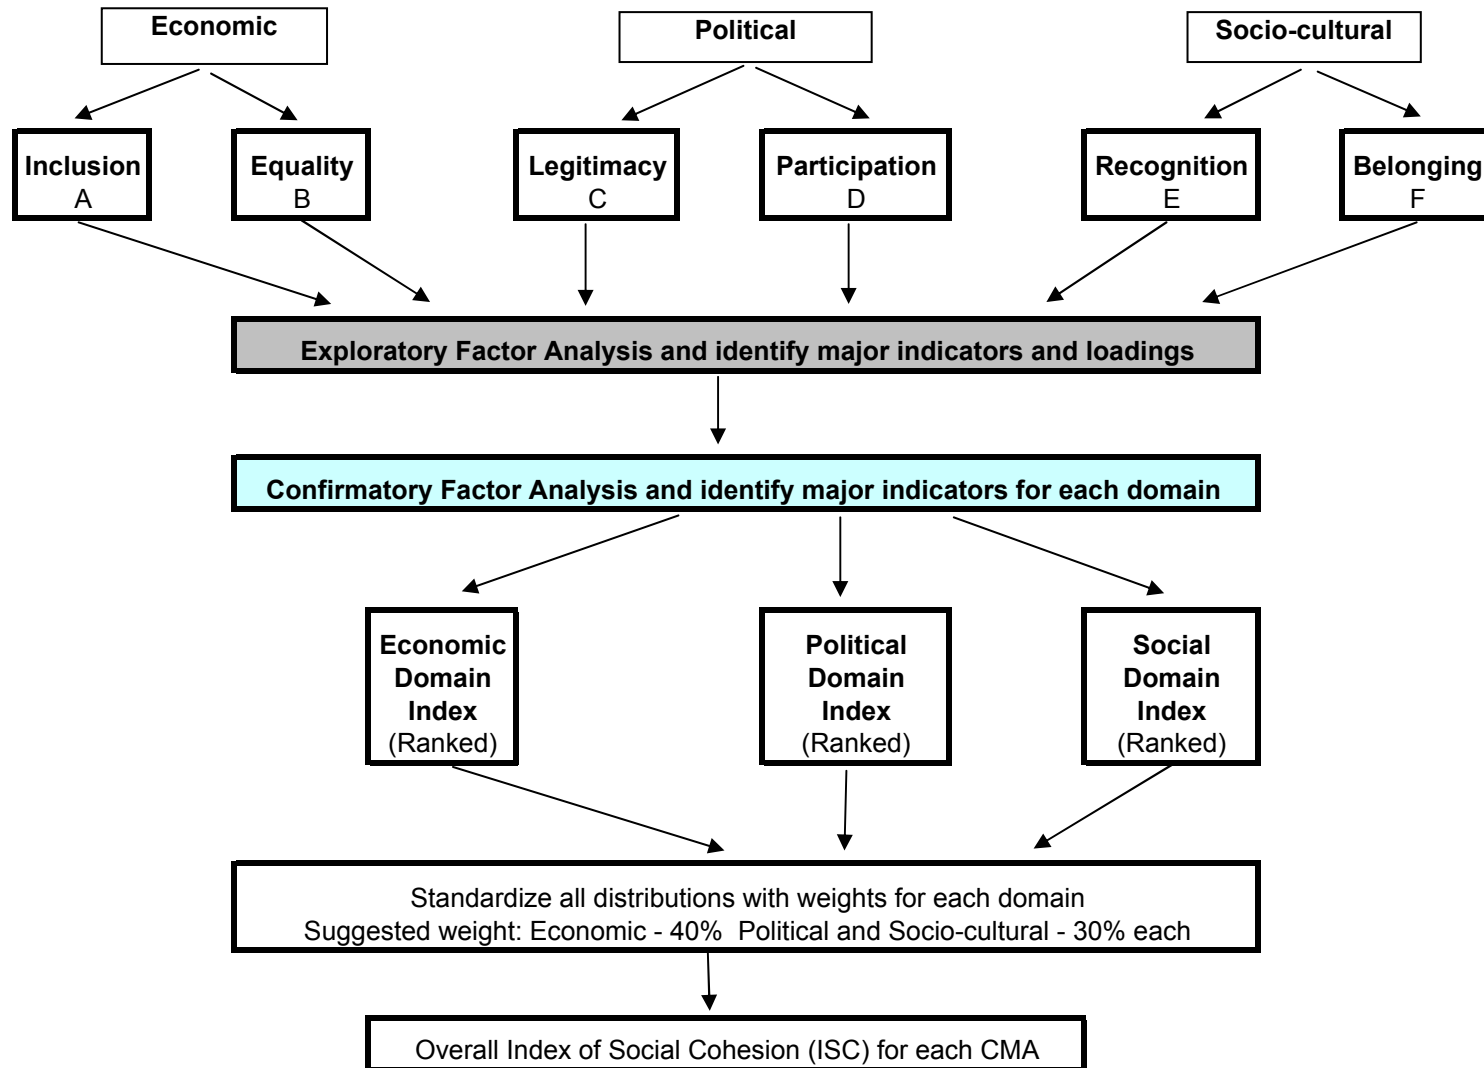 Economic
Political
Socio-cultural
Inclusion
A
Equality
B
Legitimacy
C
Participation
D
Recognition
E
Belonging
F
Exploratory Factor Analysis and identify major indicators and loadings
Confirmatory Factor Analysis and identify major indicators for each domain
Economic
Domain
Index
(Ranked)
Political
Domain
Index
(Ranked)
Social
Domain
Index
(Ranked)
Standardize all distributions with weights for each domain
Suggested weight: Economic - 40%  Political and Socio-cultural - 30% each
Overall Index of Social Cohesion (ISC) for each CMA